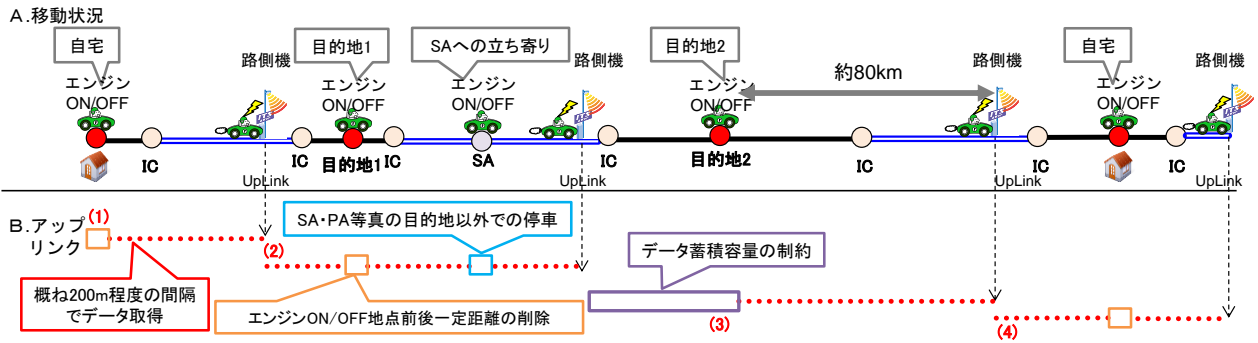 A.移動状況
自宅
目的地1
SAへの立ち寄り
目的地2
自宅
路側機
路側機
路側機
路側機
エンジン
ON/OFF
エンジン
ON/OFF
エンジン
ON/OFF
エンジン
ON/OFF
エンジン
ON/OFF
約80km
IC
IC
目的地1
IC
SA
IC
目的地2
IC
IC
IC
UpLink
UpLink
UpLink
UpLink
B.アップ
リンク
(1)
(2)
SA・PA等真の目的地以外での停車
データ蓄積容量の制約
概ね200m程度の間隔
でデータ取得
エンジンON/OFF地点前後一定距離の削除
(3)
(4)